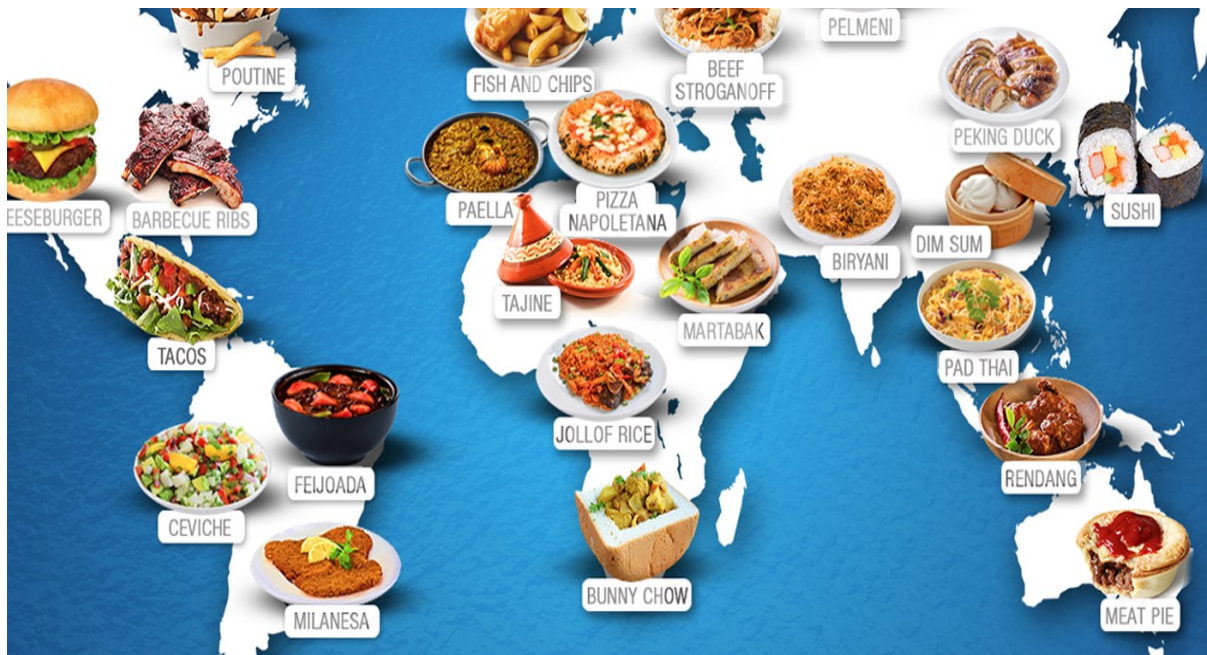 PELMENI
POUTINE
FISH AND CHIPS
BEEF
STROGANOFF
PEKING DUCK
EESEBURGER
BARBECUE RIBS
PAELLA
PIZZA
NAPOLETANA
SUSHI
DIM SUM
BIRYANI
TAJINE
MARTABAK
TACOS
PAD THAI
JOLLOF RICE
FEIJOADA
RENDANG
CEVICHE
BUNNY CHOW
MILANESA
MEAT PIE